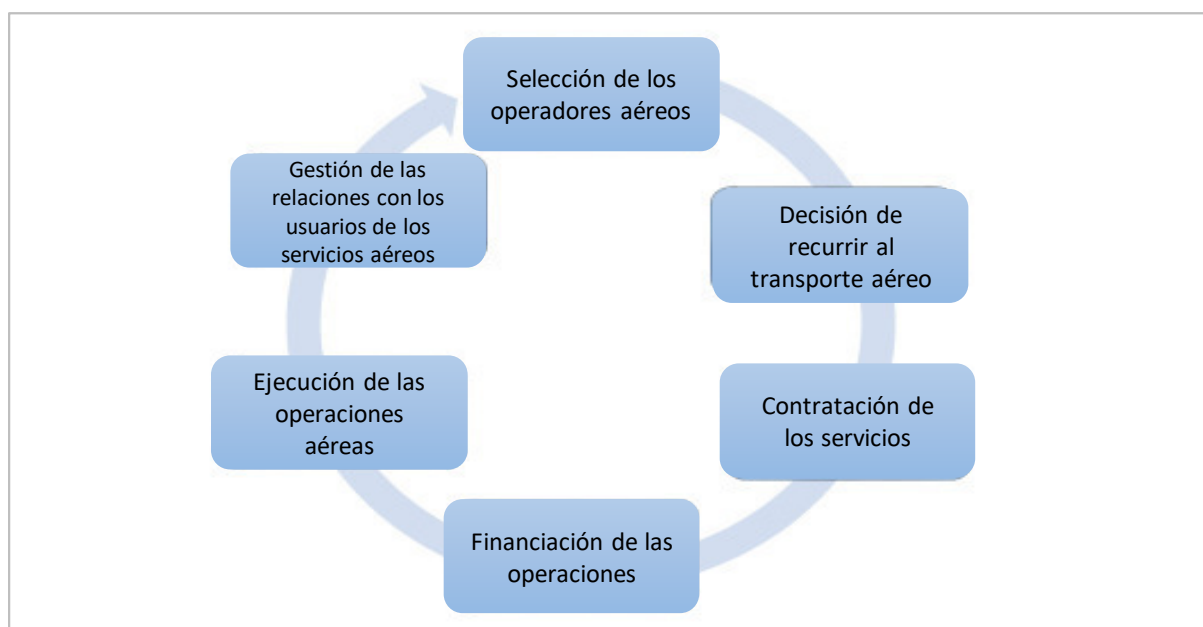 Selección de los
operadores aéreos
Decisión de
recurrir al
transporte aéreo
Contratación de
los servicios
Financiación de las
operaciones
Ejecución de las
operaciones
aéreas
Gestión de las
relaciones con los
usuarios de los
servicios aéreos